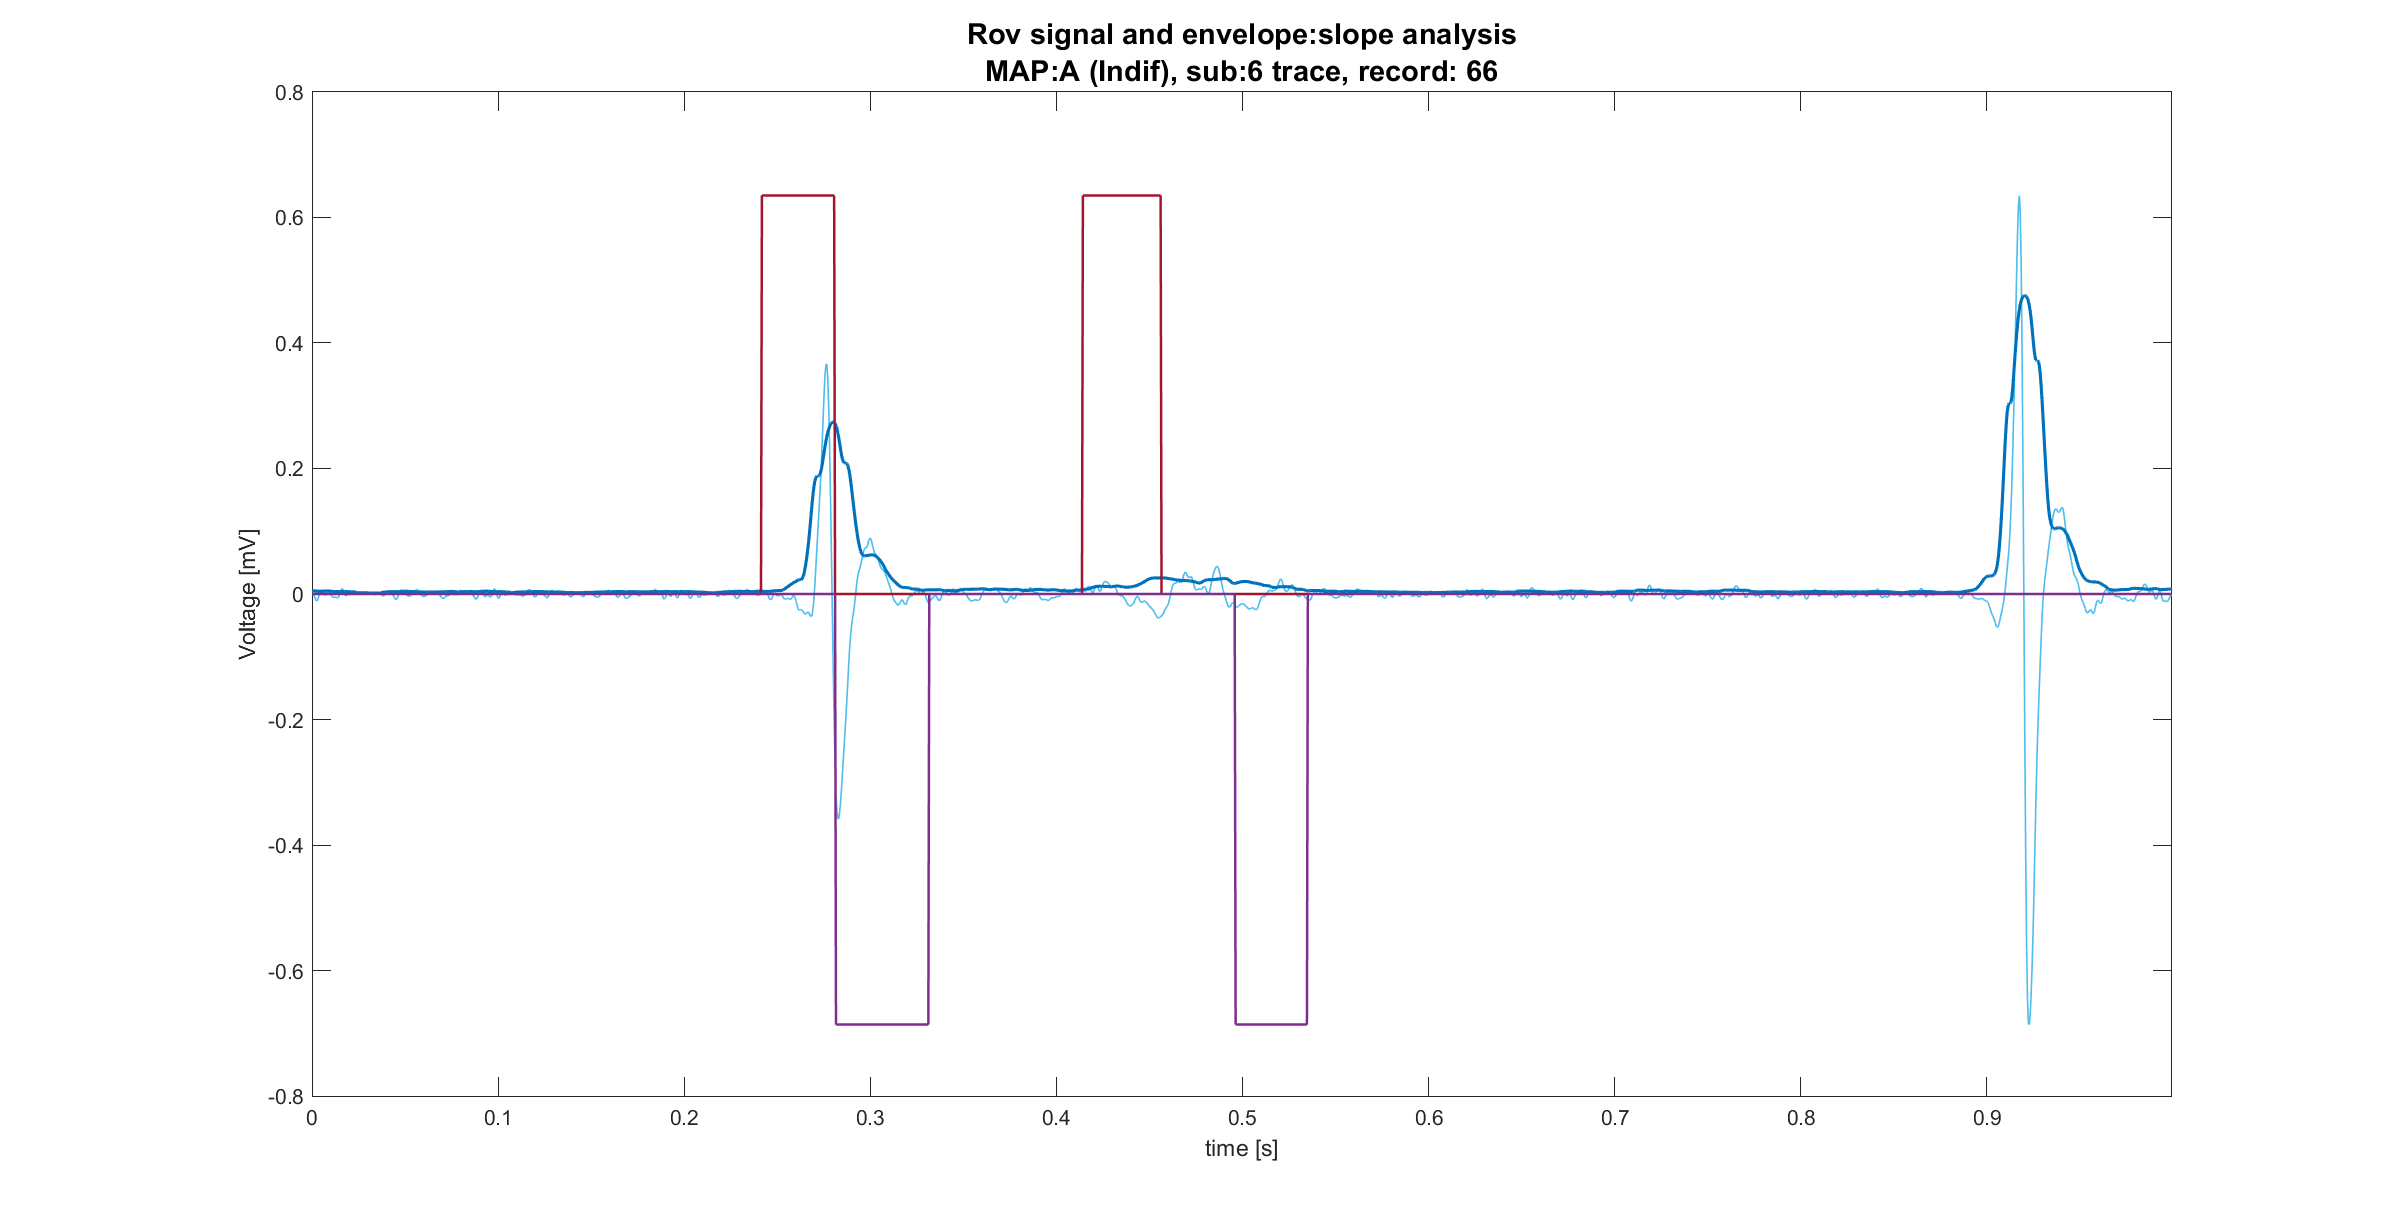 Rov signal and envelope:slope analysis
MAP:A (Indif), sub:6 trace, record: 66
0.8
0.6
0.4
0.2
0
-0.2
-0.4
-0.6
-0.8
Voltage [mV]
0 0.1 0.2 0.3 0.4 0.5 0.6 0.7 0.8 0.9
time [s]